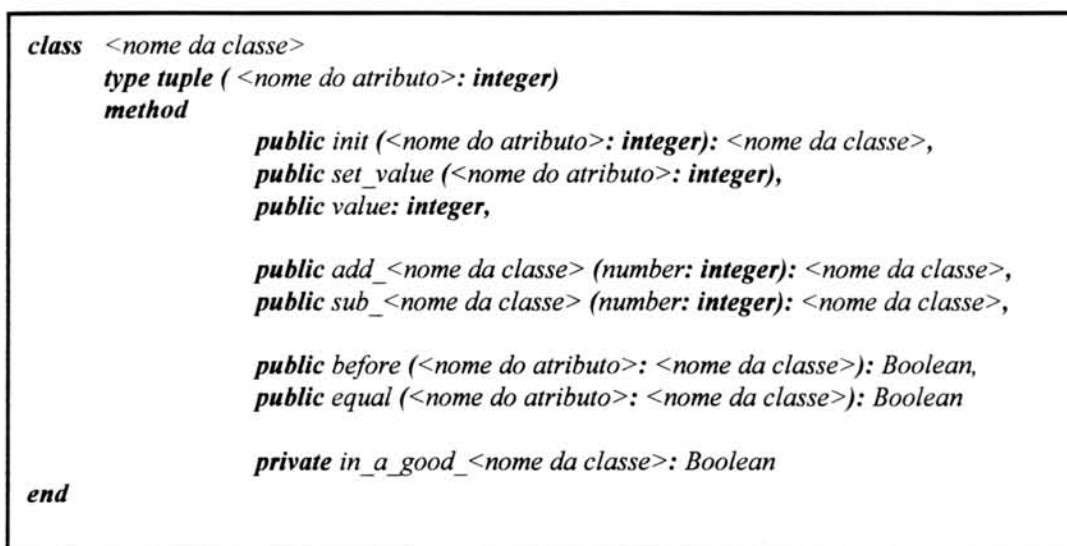 class <nome da classe>
type tuple ( <nome do atributo>: integer)
method
public init (<nome do atributo>: integer): <nome da classe>,
public set_value (<nome do atributo>: integer),
public value: integer,
public add_<nome da classe> (number: integer): <nome da classe>,
public sub_<nome da classe> (number: integer): <nome da classe>,
public before (<nome do atributo>: <nome da classe>): Boolean,
public equal (<nome do atributo>: <nome da classe>): Boolean
private in_a_good_<nome da classe>: Boolean
end